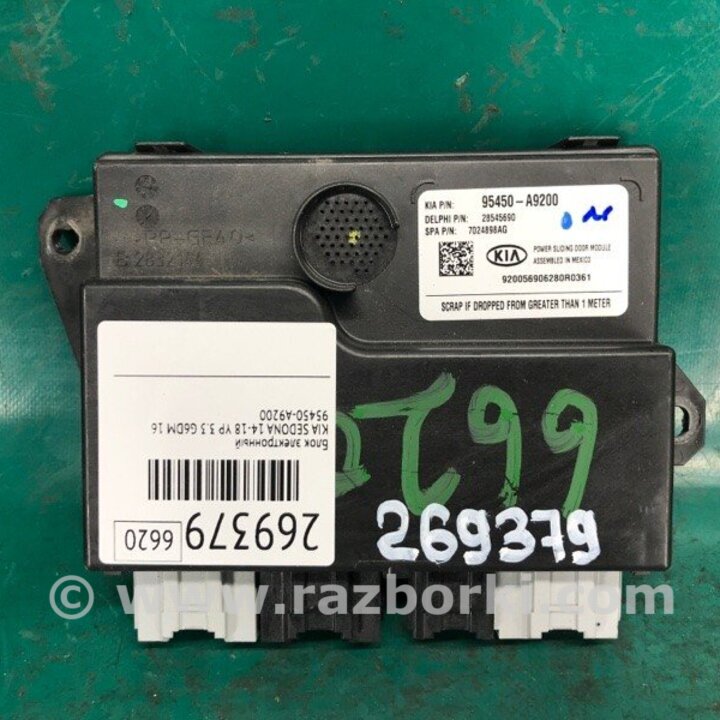 KIA P/N: 95450-A9200
DELPHI P/N: 28545690
SPA P/N: 7024898AG
KIA
POWER SLIDING DOOR MODULE
ASSEMBLED IN MEXICO
920056906280R0361
SCRAP IF DROPPED FROM GREATER THAN 1 METER
6620
269379
269379
6620
Блок электронный
KIA SEDONA 14-18 YP 3.3 G6DM 16
95450-A9200
© www.razborki.com